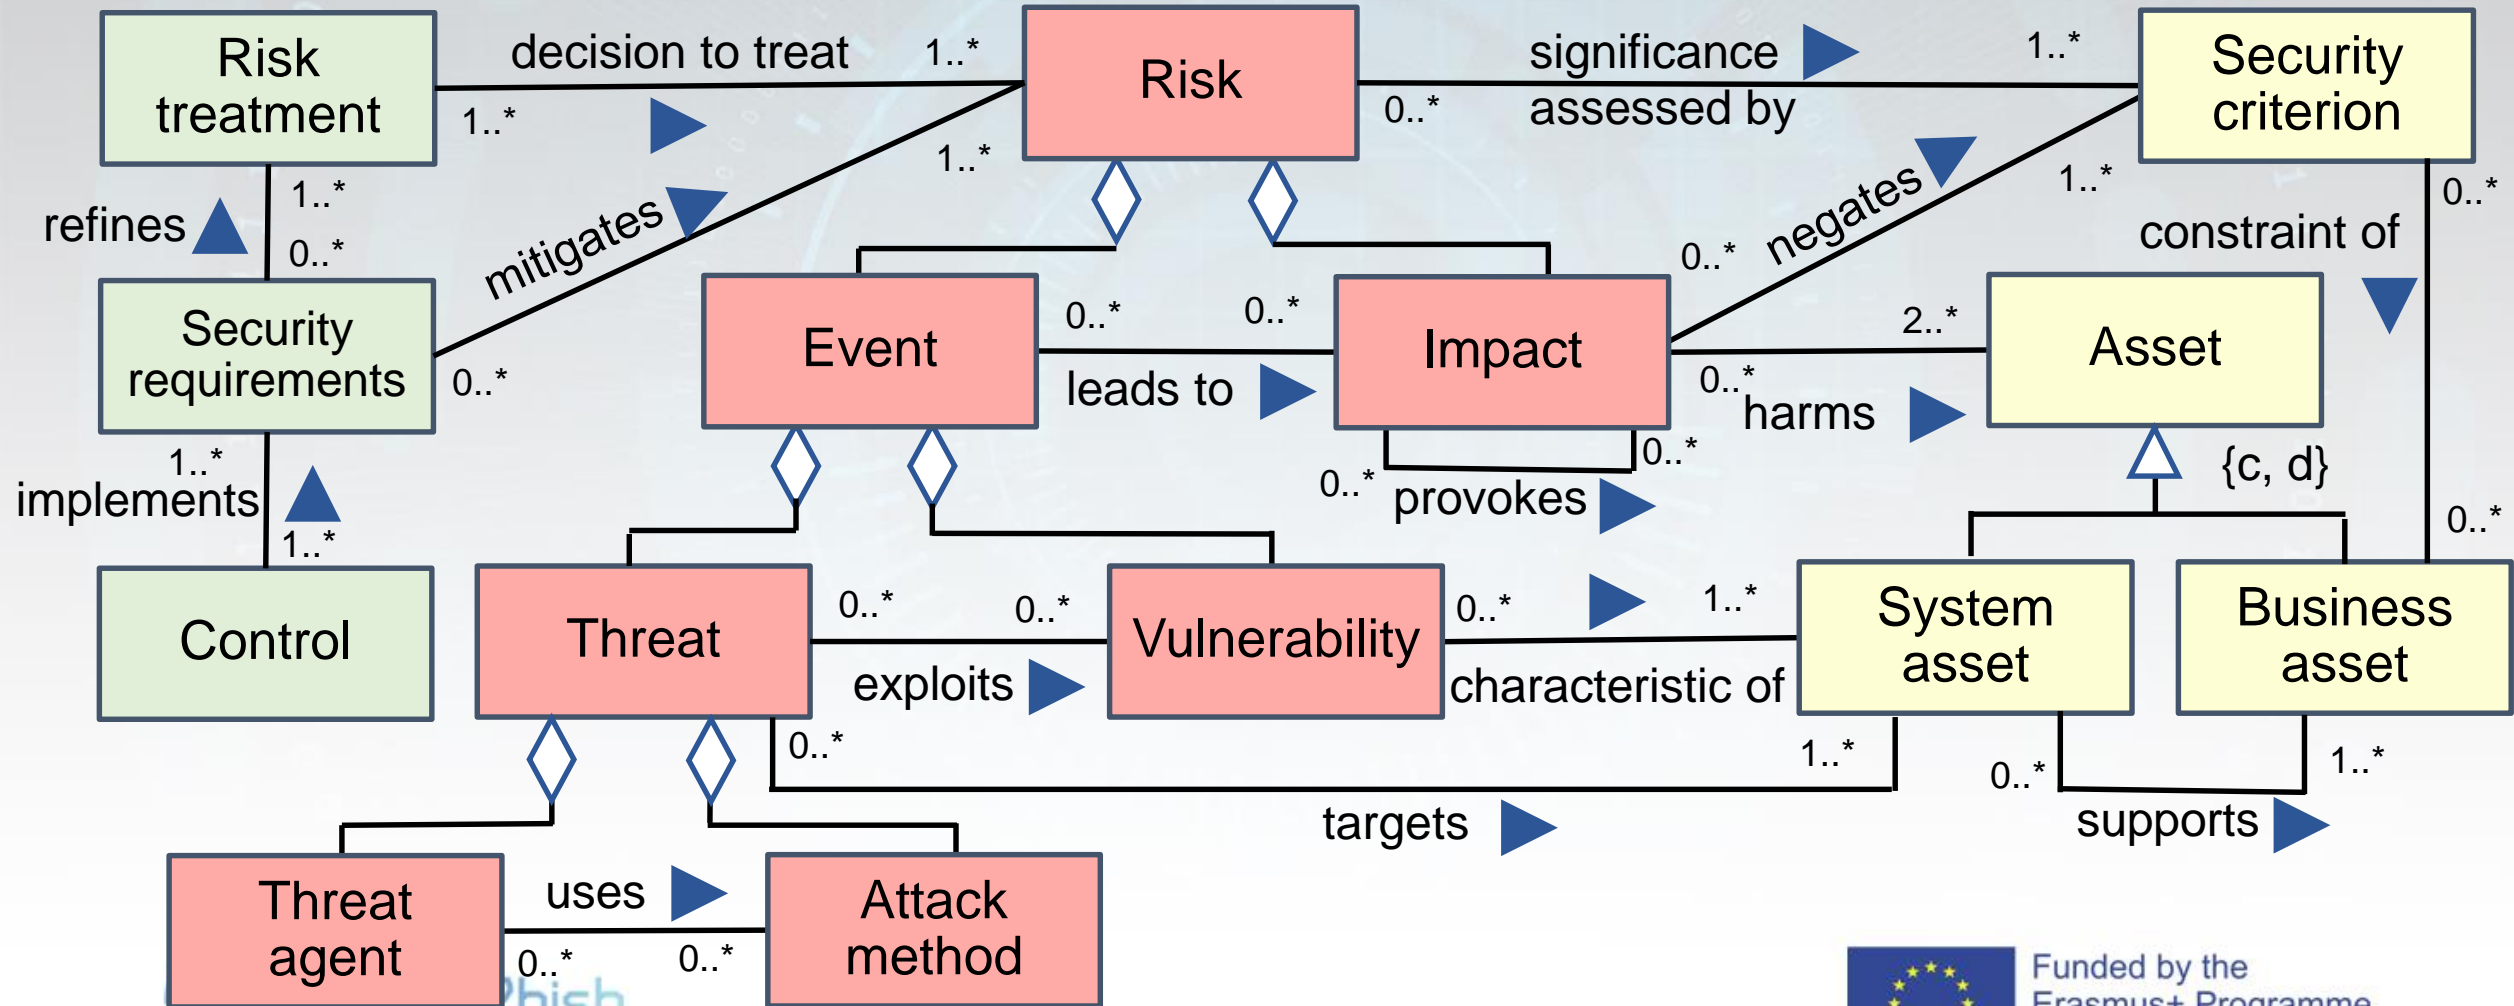 Risk
treatment
decision to treat
1..*
1..*
Risk
significance
assessed by
0..*
1..*
Security
criterion
1..*
refines
0..*
mitigates
1..*
0..*
negates
1..*
0..*
constraint of
0..*
Security
requirements
0..*
Event
0..*
0..*
leads to
Impact
0..*
2..*
harms
Asset
0..*
0..*
provokes
{c, d}
1..*
implements
1..*
0..*
Control
Threat
0..*
0..*
exploits
Vulnerability
0..*
1..*
characteristic of
System
asset
Business
asset
0..*
1..*
targets
0..*
1..*
supports
Threat
agent
uses
0..*
0..*
Attack
method
Funded by the
Erasmus+ Programme